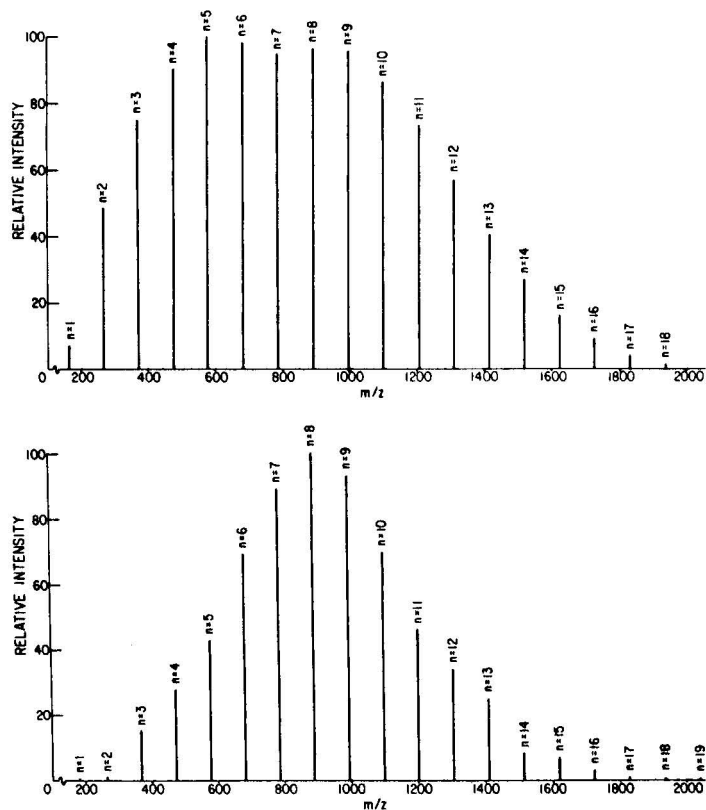 n=1
n=2
n=3
n=4
n=5
n=6
n=7
n=8
n=9
n=10
n=11
n=12
n=13
n=14
n=15
n=16
n=17
n=18
RELATIVE INTENSITY
100
80
60
40
20
0
200 400 600 800 1000 1200 1400 1600 1800 2000
m/z
n=1
n=2
n=3
n=4
n=5
n=6
n=7
n=8
n=9
n=10
n=11
n=12
n=13
n=14
n=15
n=16
n=17
n=18
n=19
RELATIVE INTENSITY
100
80
60
40
20
0
200 400 600 800 1000 1200 1400 1600 1800 2000
m/z